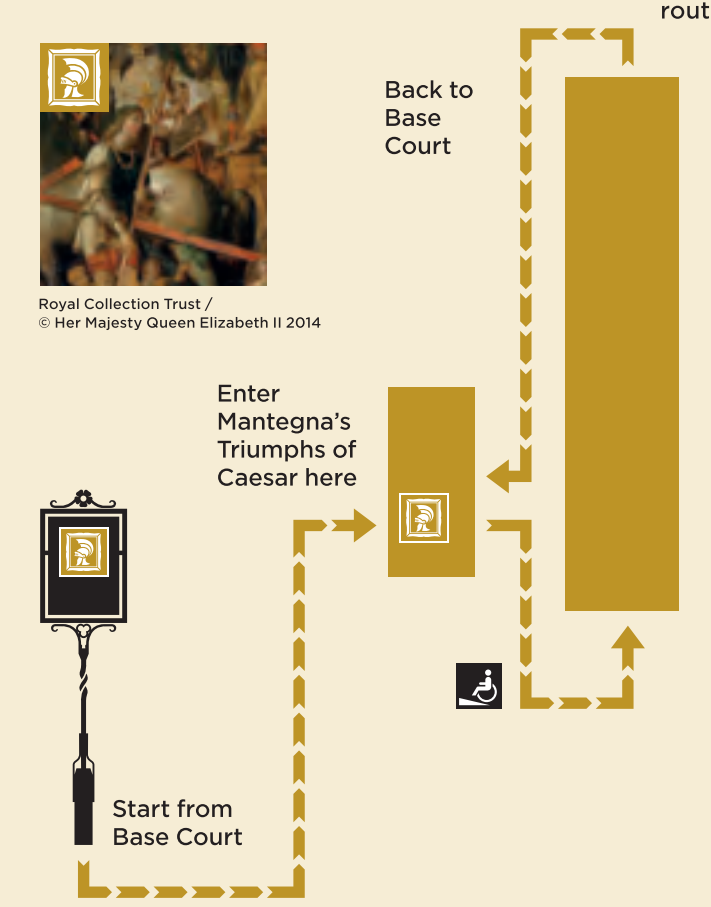 rout
Back to
Base
Court
Royal Collection Trust /
© Her Majesty Queen Elizabeth II 2014
Enter
Mantegna’s
Triumphs of
Caesar here
Start from
Base Court